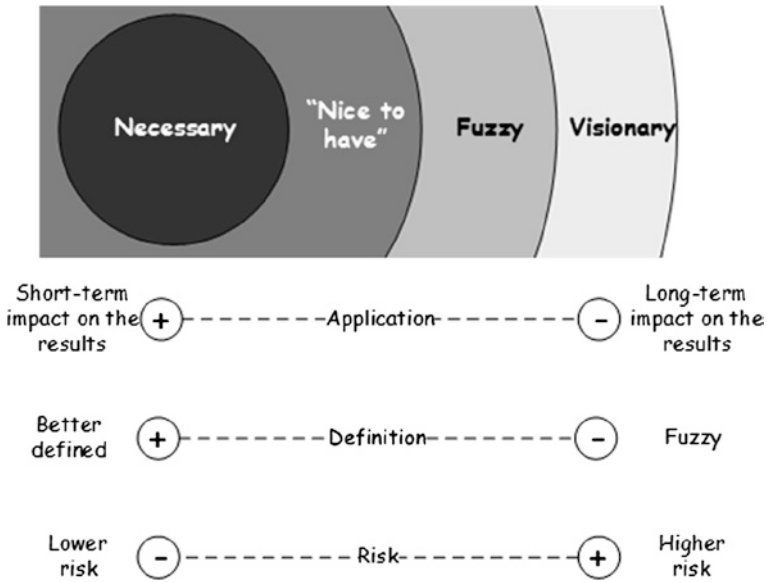 Necessary
“Nice to
have”
Fuzzy
Visionary
Short-term
impact on the
results
+
Application
-
Long-term
impact on the
results
Better
defined
+
Definition
-
Fuzzy
Lower
risk
-
Risk
+
Higher
risk